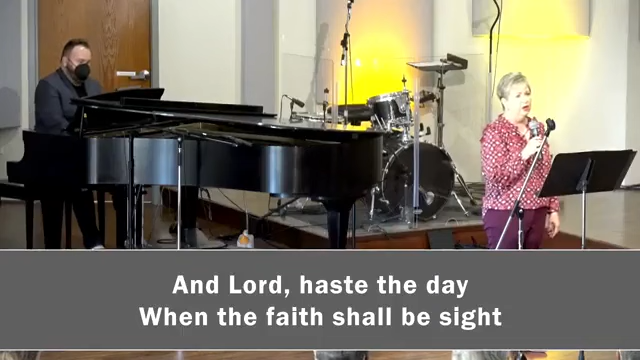 And Lord, haste the day
When the faith shall be sight